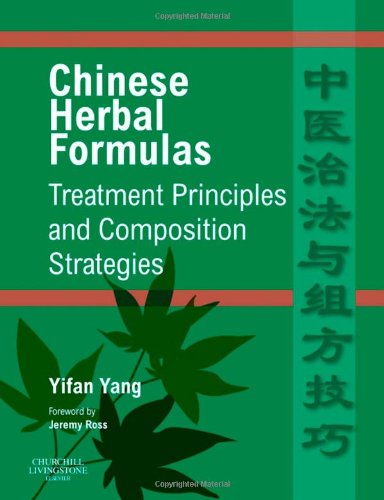 Copyrighted Material
Chinese
Herbal
Formulas
Treatment Principles
and Composition
Strategies
Yifan Yang
Foreword by
Jeremy Ross
CHURCHILL
LIVINGSTONE
ELSEVIER
中医治法与组方技巧
Copyrighted Material